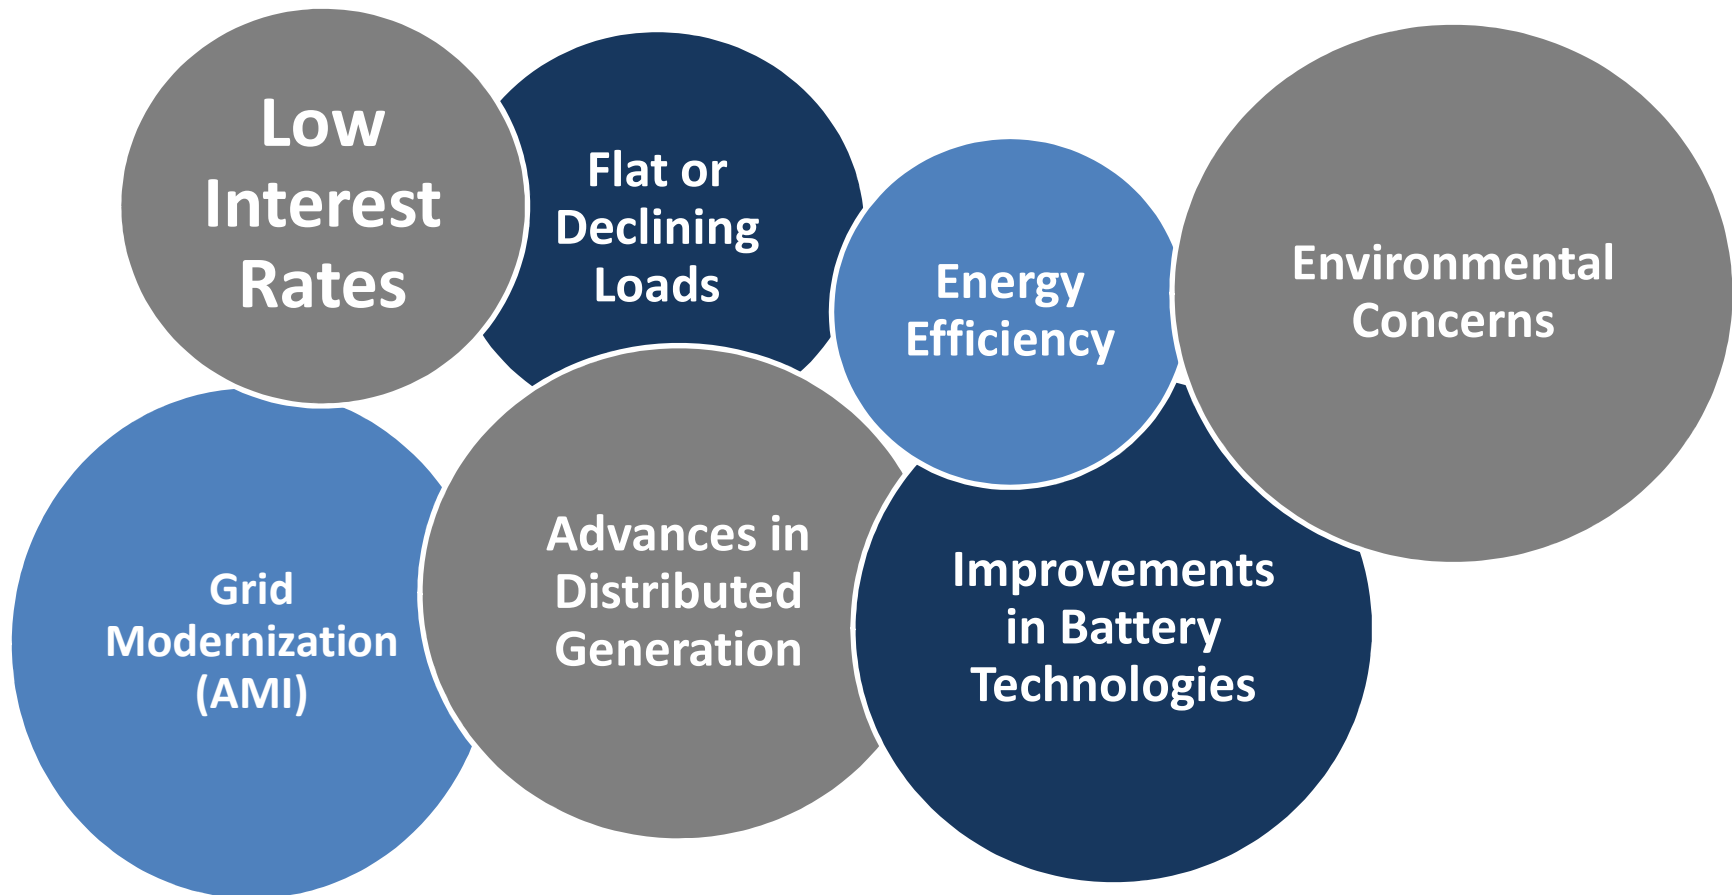 Low
Interest
Rates
Flat or
Declining
Loads
Energy
Efficiency
Environmental
Concerns
Grid
Modernization
(AMI)
Advances in
Distributed
Generation
Improvements
in Battery
Technologies